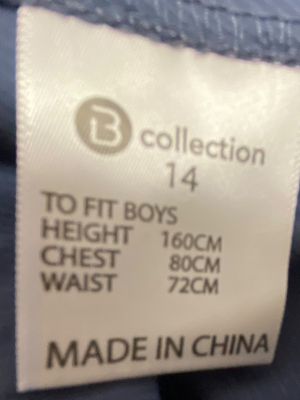 B collection
14
TO FIT BOYS
HEIGHT 160CM
CHEST 80CM
WAIST 72CM
MADE IN CHINA